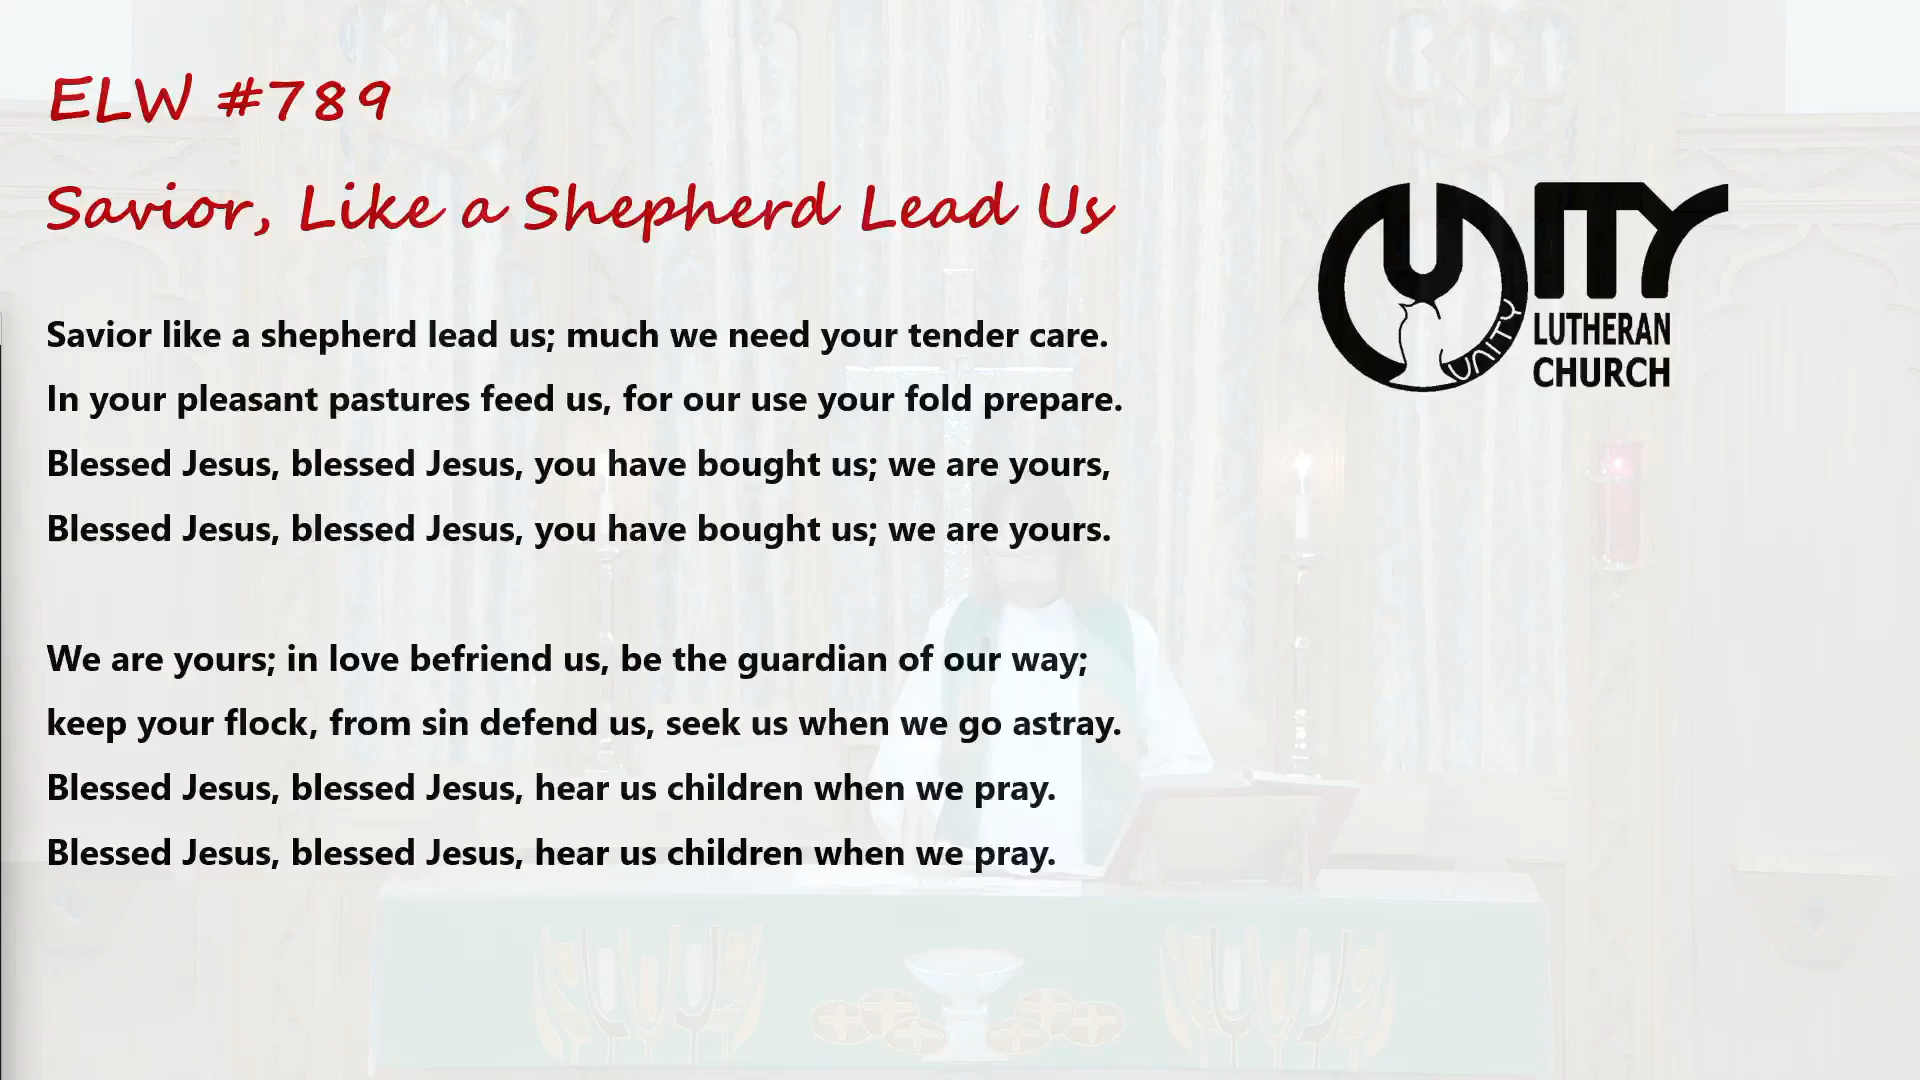 ELW #789
Savior, Like a Shepherd Lead Us
Savior like a shepherd lead us; much we need your tender care.
In your pleasant pastures feed us, for our use your fold prepare.
Blessed Jesus, blessed Jesus, you have bought us; we are yours,
Blessed Jesus, blessed Jesus, you have bought us; we are yours.
We are yours; in love befriend us, be the guardian of our way;
keep your flock, from sin defend us, seek us when we go astray.
Blessed Jesus, blessed Jesus, hear us children when we pray.
Blessed Jesus, blessed Jesus, hear us children when we pray.
UNITY
UNITY
LUTHERAN
CHURCH